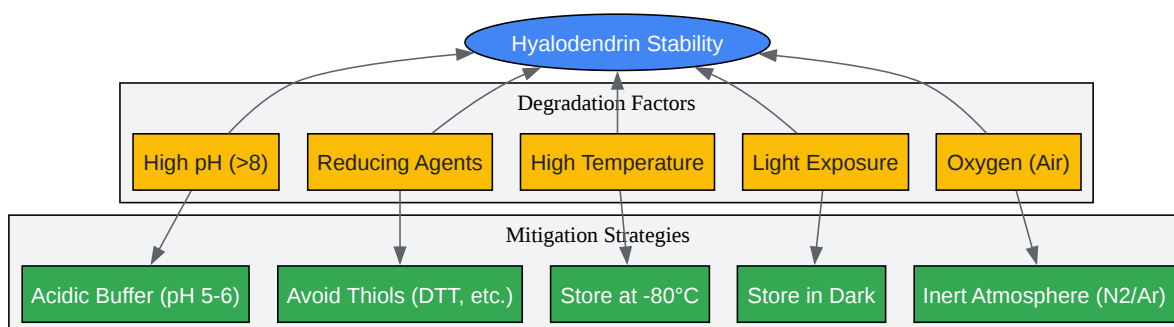 Hyalodendrin Stability
Degradation Factors
High pH (>8)
Reducing Agents
High Temperature
Light Exposure
Oxygen (Air)
Mitigation Strategies
Acidic Buffer (pH 5-6)
Avoid Thiols (DTT, etc.)
Store at -80°C
Store in Dark
Inert Atmosphere (N2/Ar)